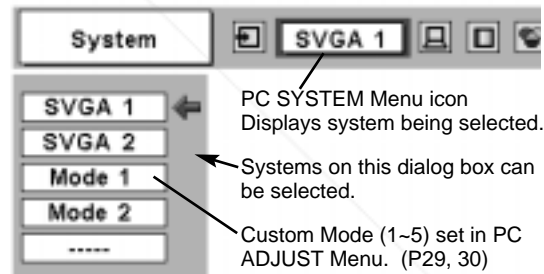 System
SVGA 1
SVGA 1
SVGA 2
Mode 1
Mode 2
-----
PC SYSTEM Menu icon
Displays system being selected.
Systems on this dialog box can
be selected.
Custom Mode (1~5) set in PC
ADJUST Menu. (P29, 30)